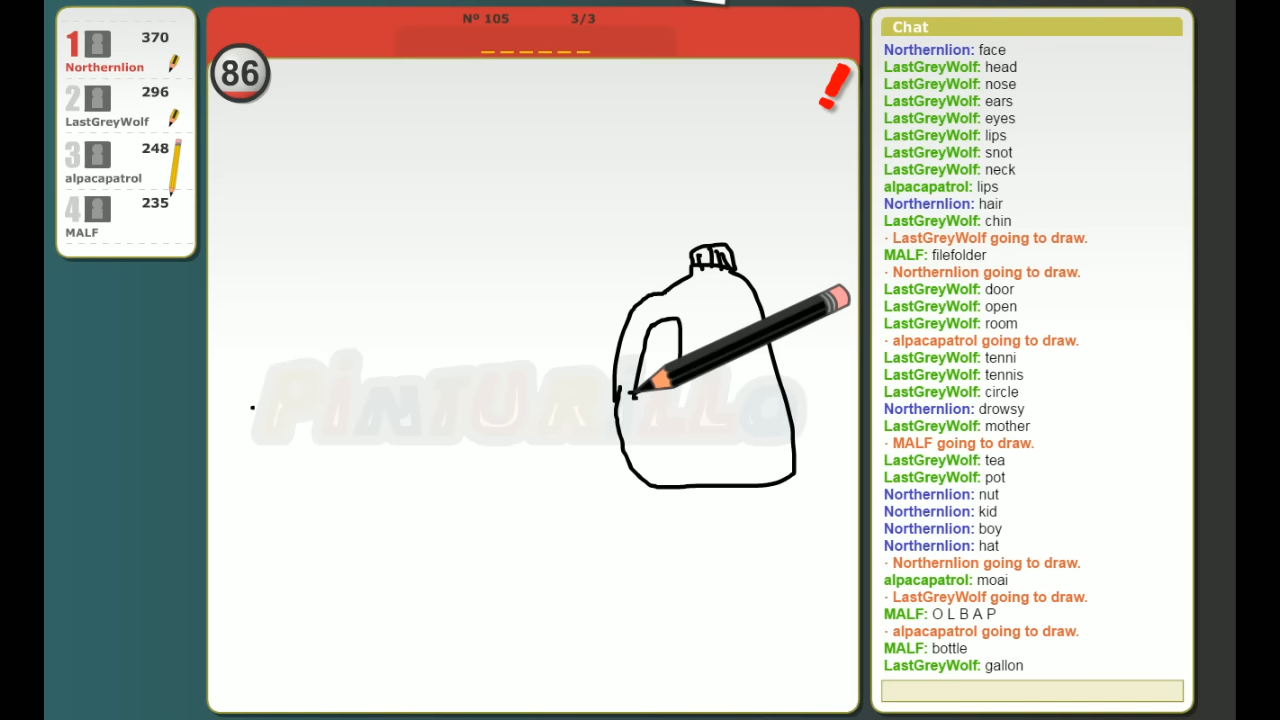 Nº 105 3/3
86
1 370
Northernlion
2 296
LastGreyWolf
3 248
alpacapatrol
4 235
MALF
PINTURILLO
Chat
Northernlion: face
LastGreyWolf: head
LastGreyWolf: nose
LastGreyWolf: ears
LastGreyWolf: eyes
LastGreyWolf: lips
LastGreyWolf: snot
LastGreyWolf: neck
alpacapatrol: lips
Northernlion: hair
LastGreyWolf: chin
· LastGreyWolf going to draw.
MALF: filefolder
· Northernlion going to draw.
LastGreyWolf: door
LastGreyWolf: open
LastGreyWolf: room
· alpacapatrol going to draw.
LastGreyWolf: tenni
LastGreyWolf: tennis
LastGreyWolf: circle
Northernlion: drowsy
LastGreyWolf: mother
· MALF going to draw.
LastGreyWolf: tea
LastGreyWolf: pot
Northernlion: nut
Northernlion: kid
Northernlion: boy
Northernlion: hat
· Northernlion going to draw.
alpacapatrol: moai
· LastGreyWolf going to draw.
MALF: O L B A P
· alpacapatrol going to draw.
MALF: bottle
LastGreyWolf: gallon